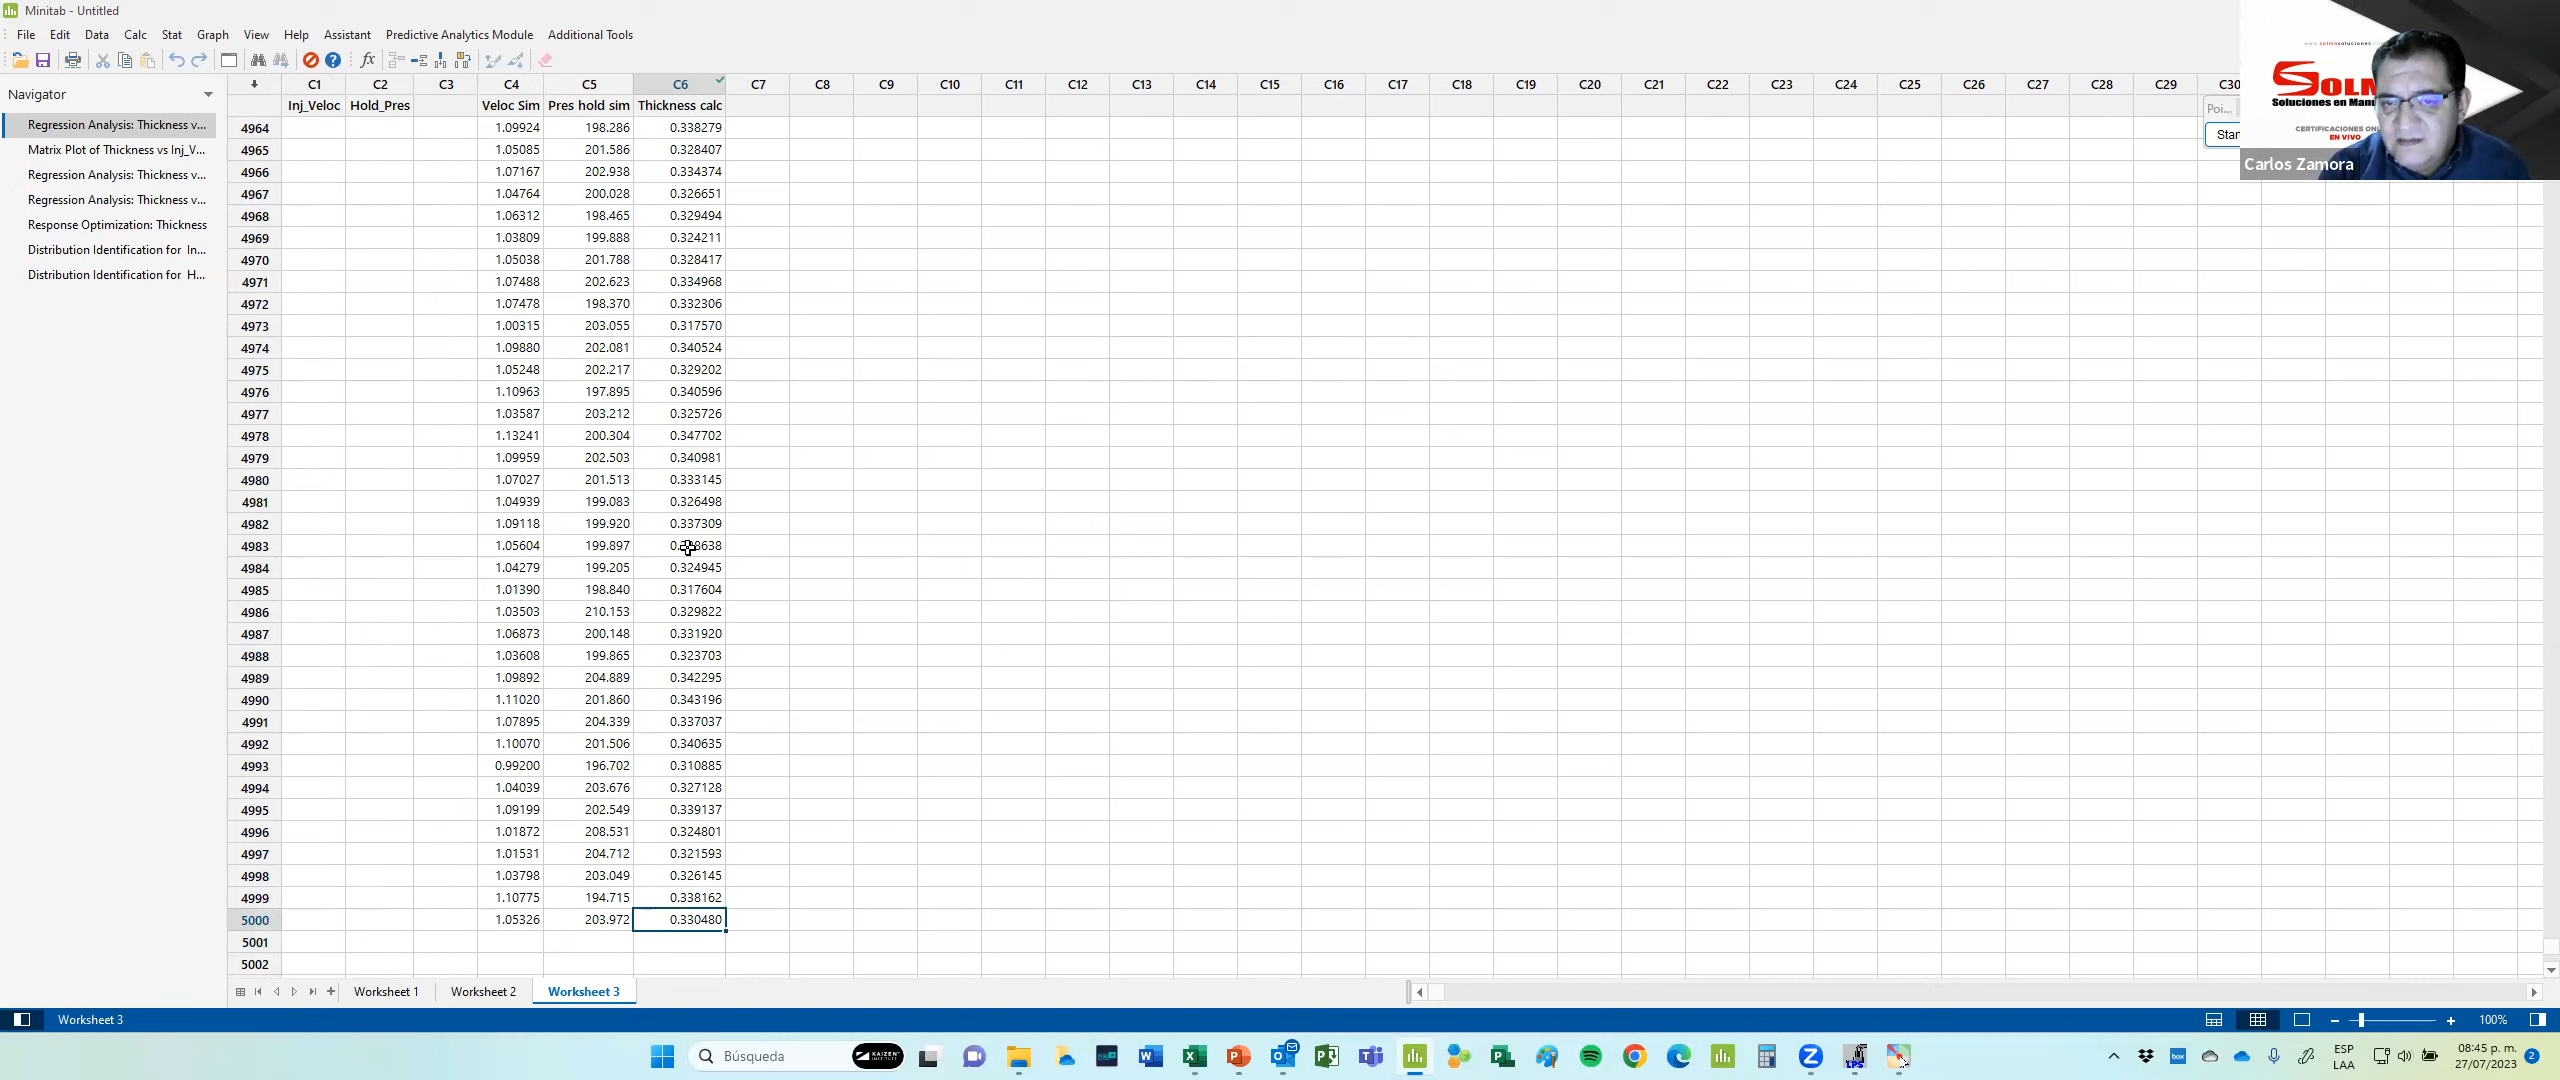 Minitab - Untitled
File Edit Data Calc Stat Graph View Help Assistant Predictive Analytics Module Additional Tools
Navigator
Regression Analysis: Thickness v...
Matrix Plot of Thickness vs Inj_V...
Regression Analysis: Thickness v...
Regression Analysis: Thickness v...
Response Optimization: Thickness
Distribution Identification for In...
Distribution Identification for H...
C1 C2 C3 C4 C5 C6 C7 C8 C9 C10 C11 C12 C13 C14 C15 C16 C17 C18 C19 C20 C21 C22 C23 C24 C25 C26 C27 C28 C29 C30
Inj_Veloc Hold_Pres Veloc Sim Pres hold sim Thickness calc
4964 1.09924 198.286 0.338279
4965 1.05085 201.586 0.328407
4966 1.07167 202.938 0.334374
4967 1.04764 200.028 0.326651
4968 1.06312 198.465 0.329494
4969 1.03809 199.888 0.324211
4970 1.05038 201.788 0.328417
4971 1.07488 202.623 0.334968
4972 1.07478 198.370 0.332306
4973 1.00315 203.055 0.317570
4974 1.09880 202.081 0.340524
4975 1.05248 202.217 0.329202
4976 1.10963 197.895 0.340596
4977 1.03587 203.212 0.325726
4978 1.13241 200.304 0.347702
4979 1.09959 202.503 0.340981
4980 1.07027 201.513 0.333145
4981 1.04939 199.083 0.326498
4982 1.09118 199.920 0.337309
4983 1.05604 199.897
4984 1.04279 199.205 0.324945
4985 1.01390 198.840 0.317604
4986 1.03503 210.153 0.329822
4987 1.06873 200.148 0.331920
4988 1.03608 199.865 0.323703
4989 1.09892 204.889 0.342295
4990 1.11020 201.860 0.343196
4991 1.07895 204.339 0.337037
4992 1.10070 201.506 0.340635
4993 0.99200 196.702 0.310885
4994 1.04039 203.676 0.327128
4995 1.09199 202.549 0.339137
4996 1.01872 208.531 0.324801
4997 1.01531 204.712 0.321593
4998 1.03798 203.049 0.326145
4999 1.10775 194.715 0.338162
5000 1.05326 203.972 0.330480
5001
5002
Poi...
Star
SOLM
Soluciones en Manu
CERTIFICACIONES ONL
EN VIVO
Carlos Zamora
Worksheet 1 Worksheet 2 Worksheet 3
Worksheet 3
100%
Búsqueda
KAIZEN
LPS
box
ESP
LAA
08:45 p. m.
27/07/2023
2